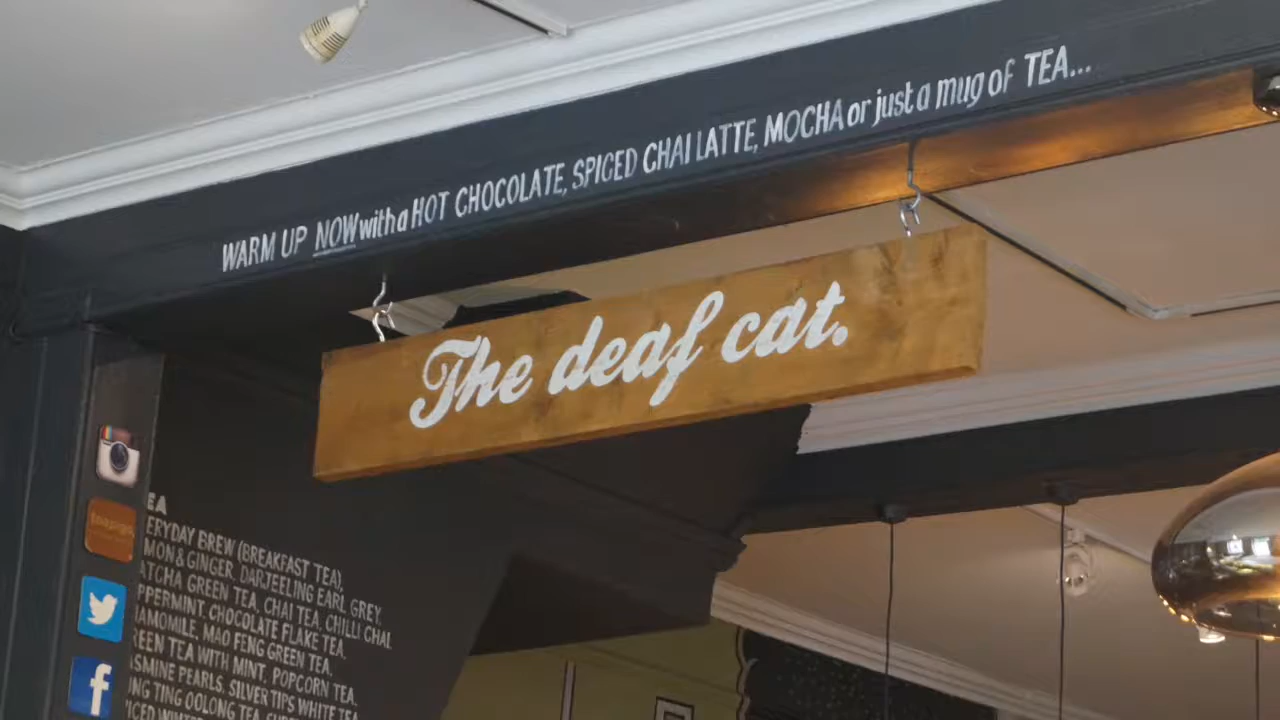 WARM UP NOW with a HOT CHOCOLATE, SPICED CHAI LATTE, MOCHA or just a mug of TEA...
The deaf cat.
EA
ERYDAY BREW (BREAKFAST TEA),
MON & GINGER, DARJEELING EARL GREY,
ATCHA GREEN TEA, CHAI TEA, CHILLI CHAI,
PPERMINT, CHOCOLATE FLAKE TEA,
AMOMILE, MAO FENG GREEN TEA,
EEN TEA WITH MINT, POPCORN TEA,
SMINE PEARLS, SILVER TIPS WHITE TEA
NG TING OOLONG TEA,